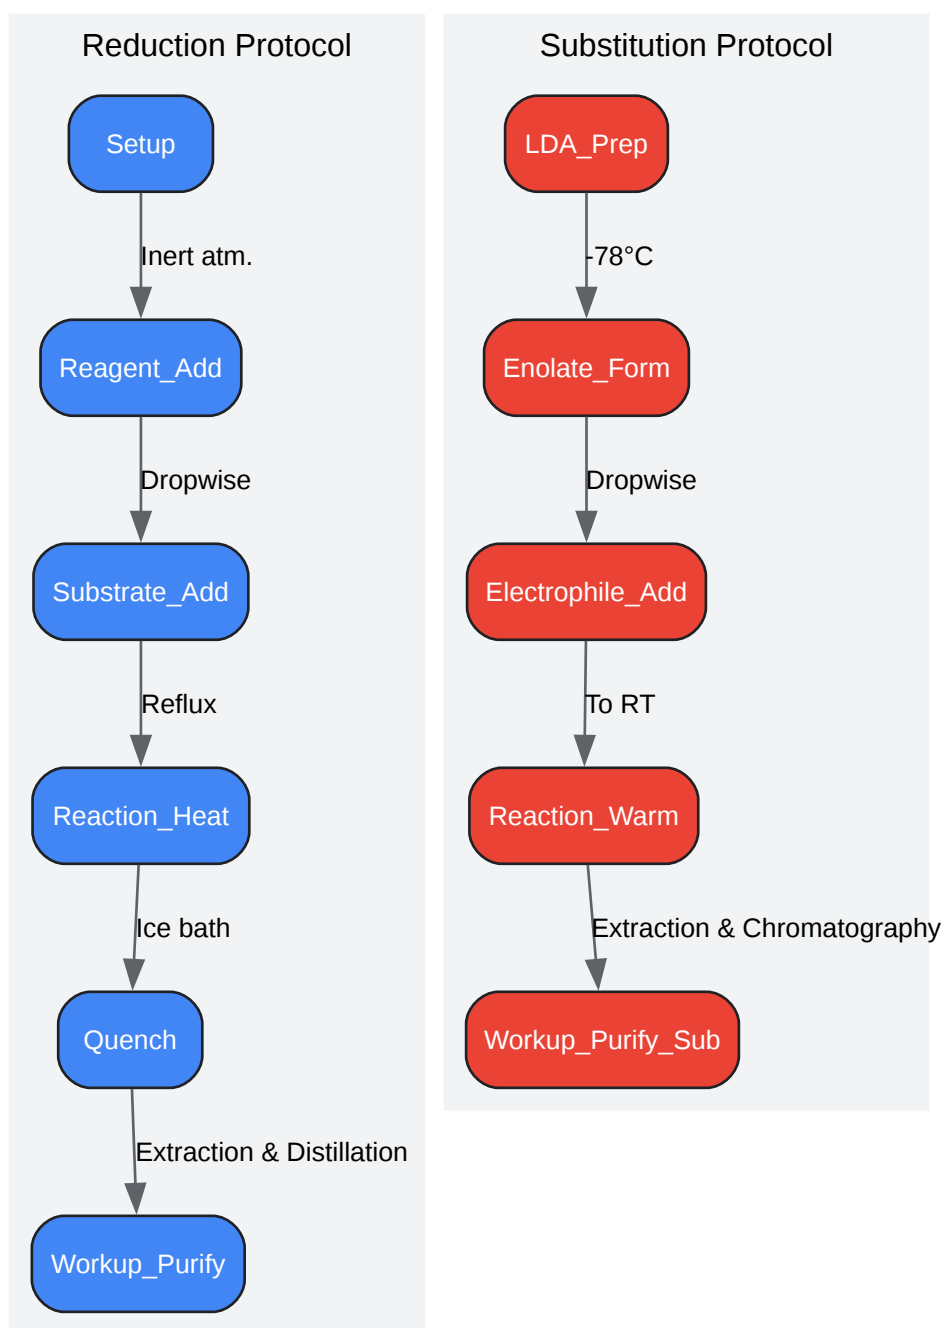 Reduction Protocol
Setup
Inert atm.
Reagent_Add
Dropwise
Substrate_Add
Reflux
Reaction_Heat
Ice bath
Quench
Extraction & Distillation
Workup_Purify
Substitution Protocol
LDA_Prep
-78°C
Enolate_Form
Dropwise
Electrophile_Add
To RT
Reaction_Warm
Extraction & Chromatography
Workup_Purify_Sub